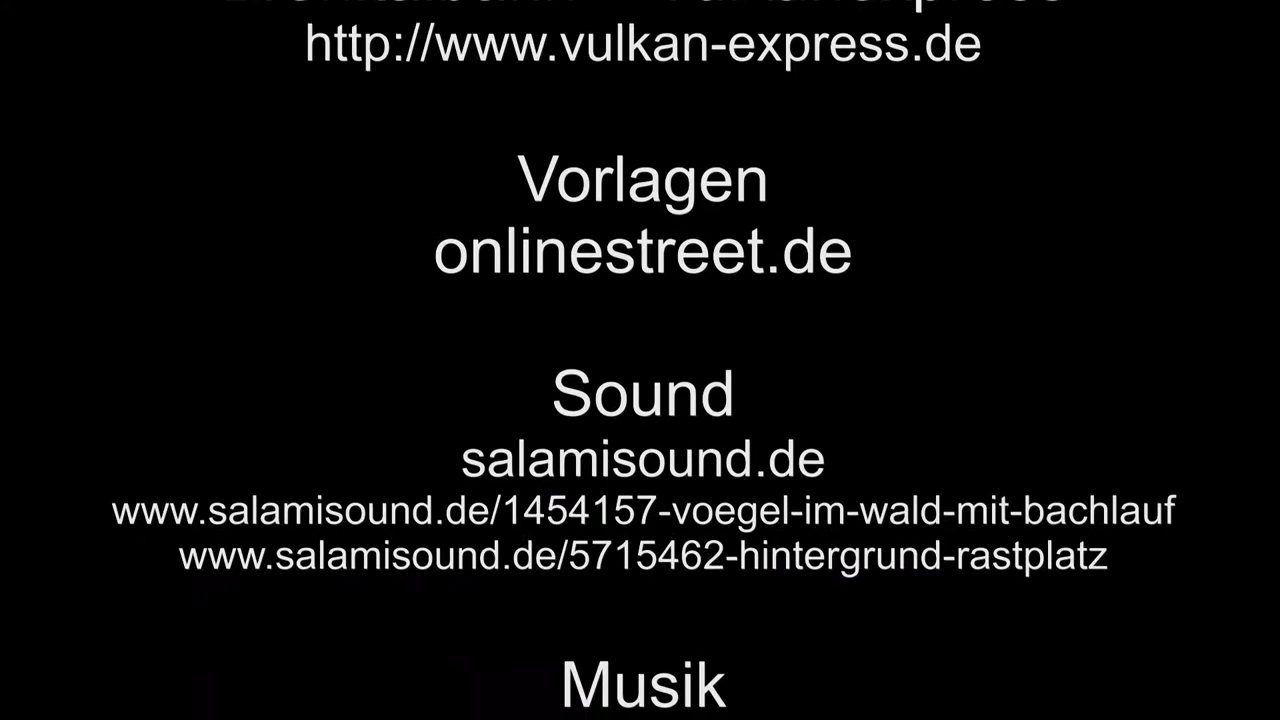 http://www.vulkan-express.de
Vorlagen
onlinestreet.de
Sound
salamisound.de
www.salamisound.de/1454157-voegel-im-wald-mit-bachlauf
www.salamisound.de/5715462-hintergrund-rastplatz
Musik